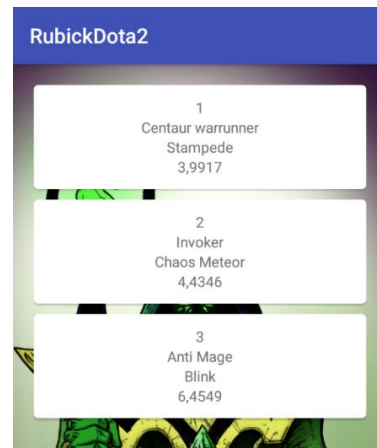 RubickDota2
1
Centaur warrunner
Stampede
3,9917
2
Invoker
Chaos Meteor
4,4346
3
Anti Mage
Blink
6,4549